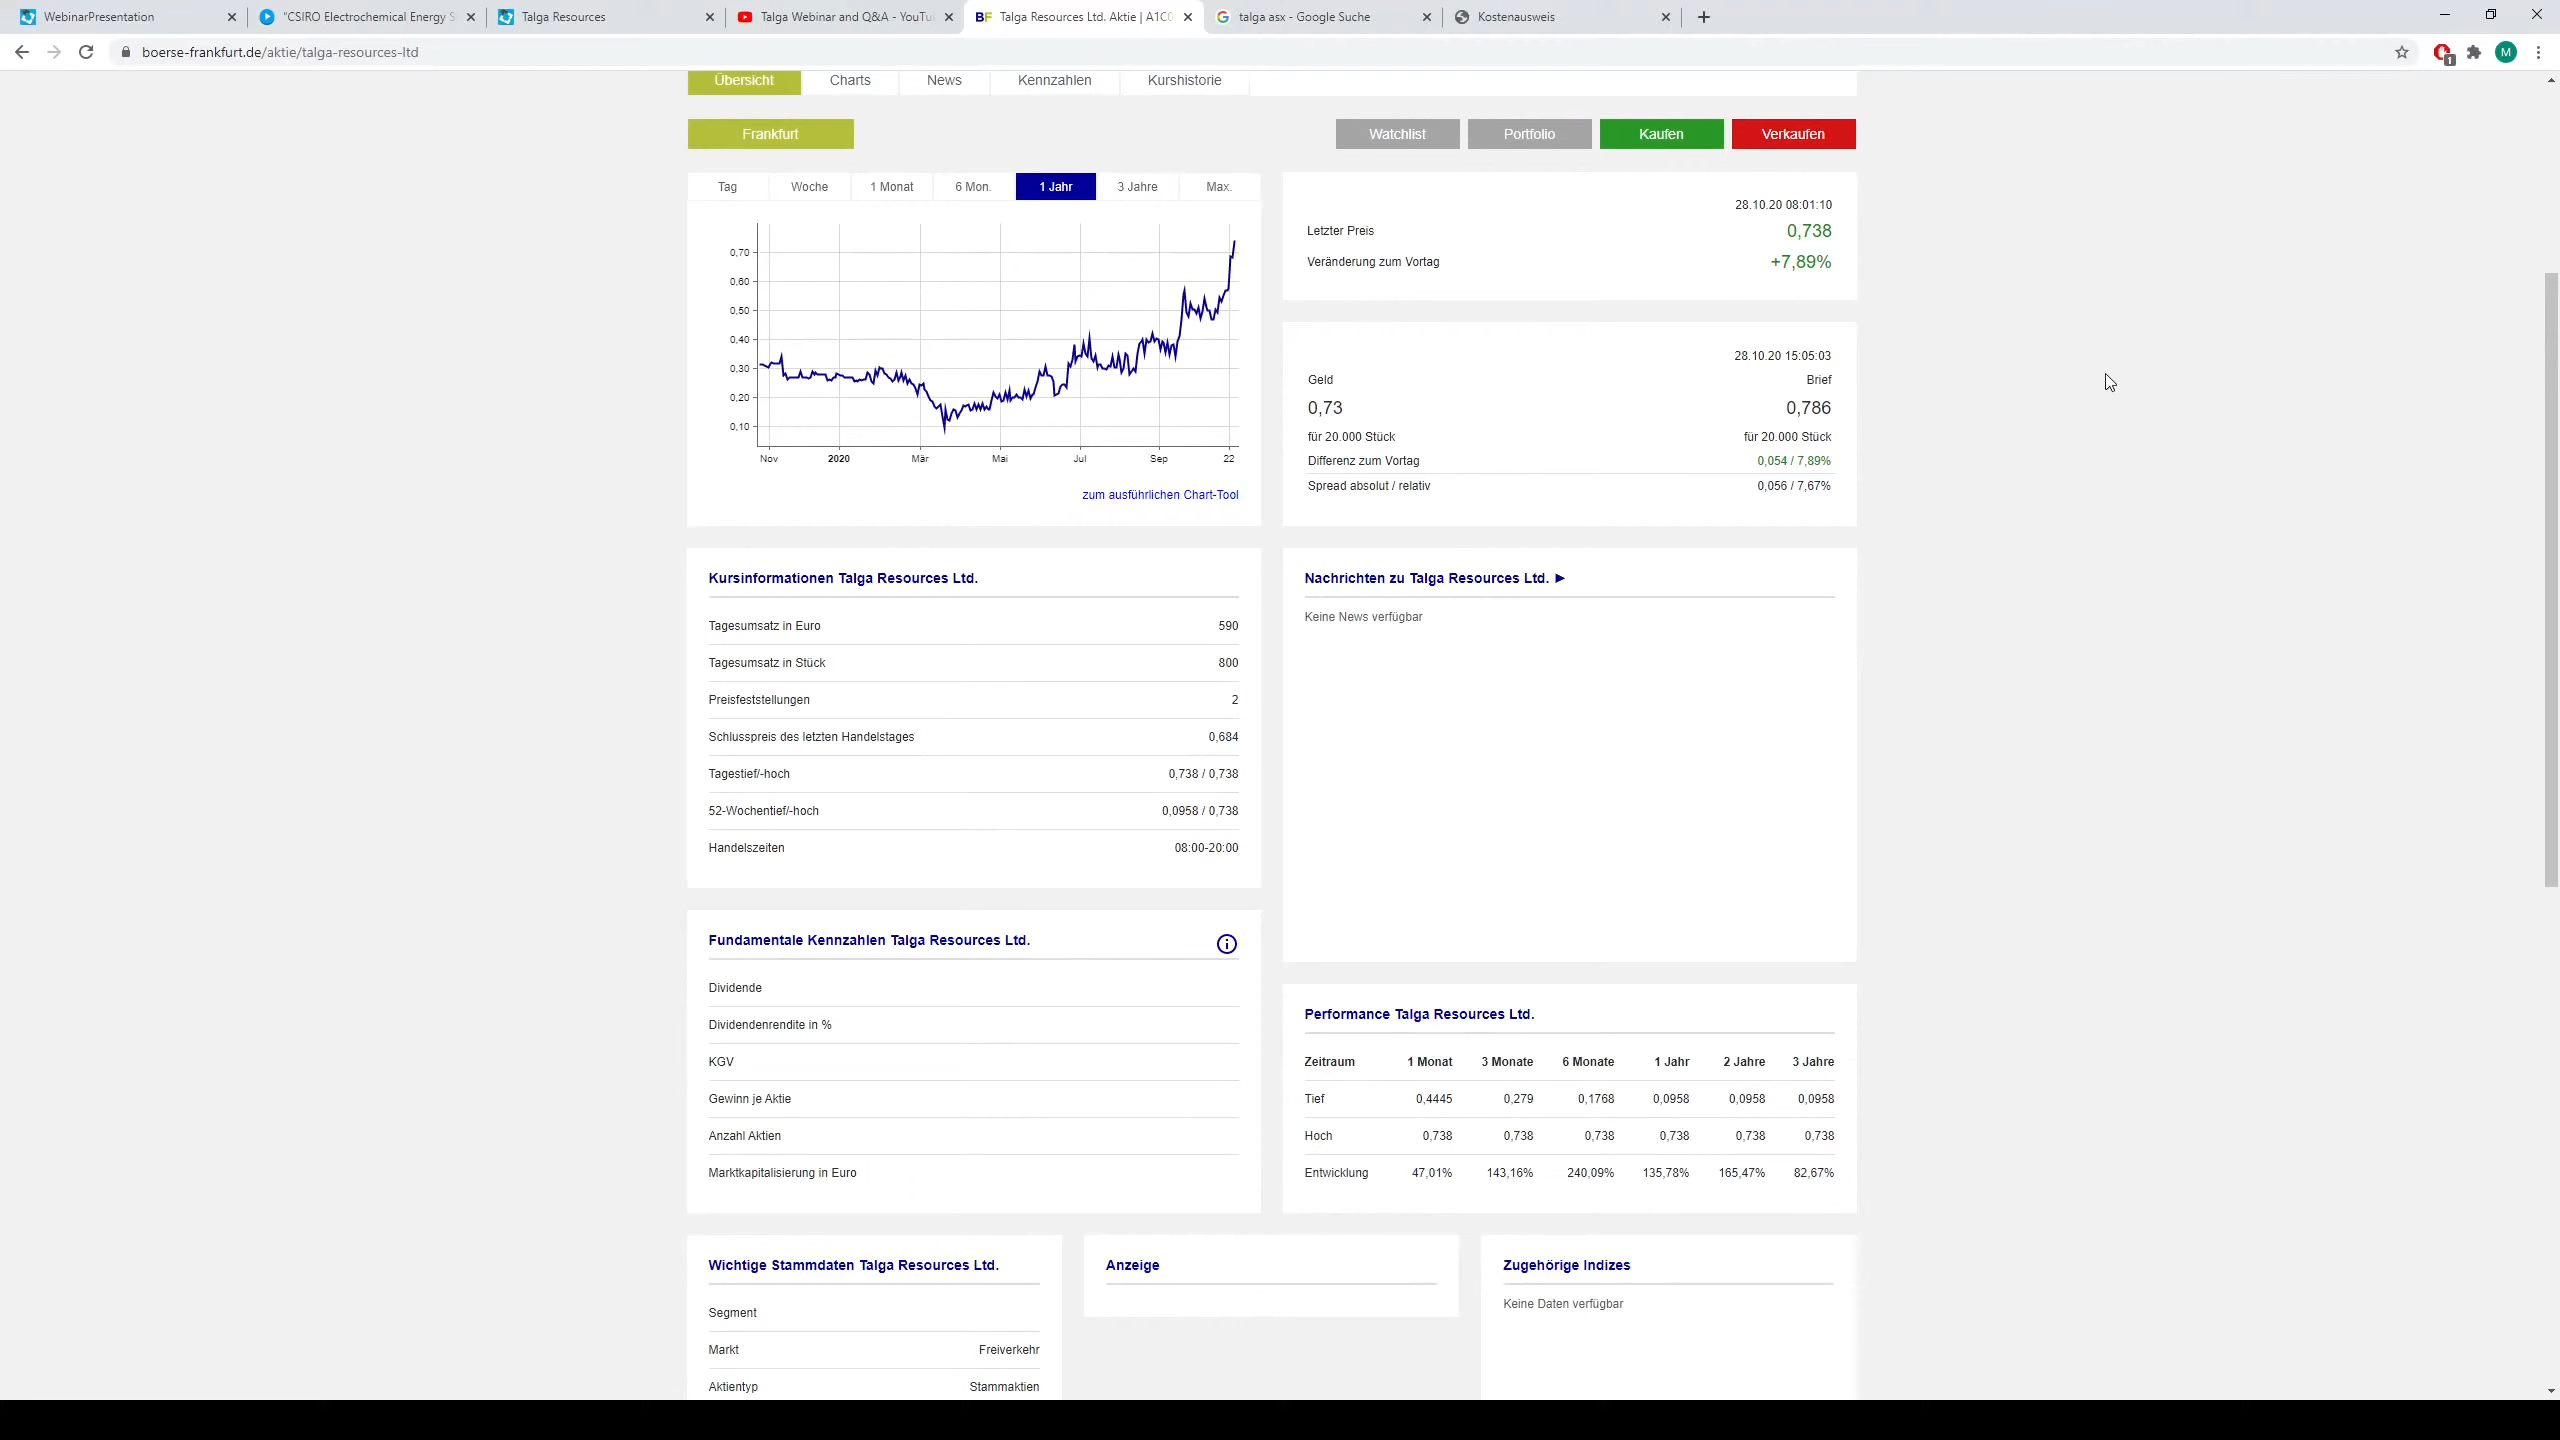 WebinarPresentation
"CSIRO Electrochemical Energy S
Talga Resources
Talga Webinar and Q&A - YouTu
BF Talga Resources Ltd. Aktie | A1C0
talga asx - Google Suche
Kostenausweis
boerse-frankfurt.de/aktie/talga-resources-ltd
1
M
Übersicht Charts News Kennzahlen Kurshistorie
Frankfurt
Watchlist Portfolio Kaufen Verkaufen
Tag Woche 1 Monat 6 Mon. 1 Jahr 3 Jahre Max.
0,70
0,60
0,50
0,40
0,30
0,20
0,10
Nov 2020 Mär Mai Jul Sep 22
zum ausführlichen Chart-Tool
28.10.20 08:01:10
Letzter Preis 0,738
Veränderung zum Vortag +7,89%
28.10.20 15:05:03
Geld Brief
0,73 0,786
für 20.000 Stück für 20.000 Stück
Differenz zum Vortag 0,054 / 7,89%
Spread absolut / relativ 0,056 / 7,67%
Kursinformationen Talga Resources Ltd.
Tagesumsatz in Euro 590
Tagesumsatz in Stück 800
Preisfeststellungen 2
Schlusspreis des letzten Handelstages 0,684
Tagestief/-hoch 0,738 / 0,738
52-Wochentief/-hoch 0,0958 / 0,738
Handelszeiten 08:00-20:00
Nachrichten zu Talga Resources Ltd. ►
Keine News verfügbar
Fundamentale Kennzahlen Talga Resources Ltd.
Dividende
Dividendenrendite in %
KGV
Gewinn je Aktie
Anzahl Aktien
Marktkapitalisierung in Euro
Performance Talga Resources Ltd.
Zeitraum 1 Monat 3 Monate 6 Monate 1 Jahr 2 Jahre 3 Jahre
Tief 0,4445 0,279 0,1768 0,0958 0,0958 0,0958
Hoch 0,738 0,738 0,738 0,738 0,738 0,738
Entwicklung 47,01% 143,16% 240,09% 135,78% 165,47% 82,67%
Wichtige Stammdaten Talga Resources Ltd.
Segment
Markt Freiverkehr
Aktientyp Stammaktien
Anzeige
Zugehörige Indizes
Keine Daten verfügbar